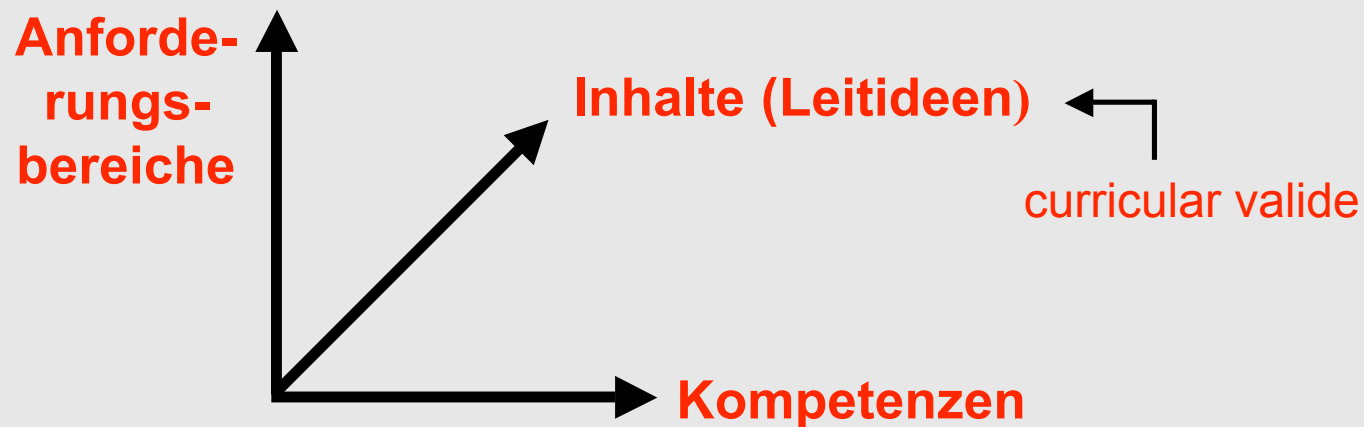 Anforde-
rungs-
bereiche
Inhalte (Leitideen)
curricular valide
Kompetenzen